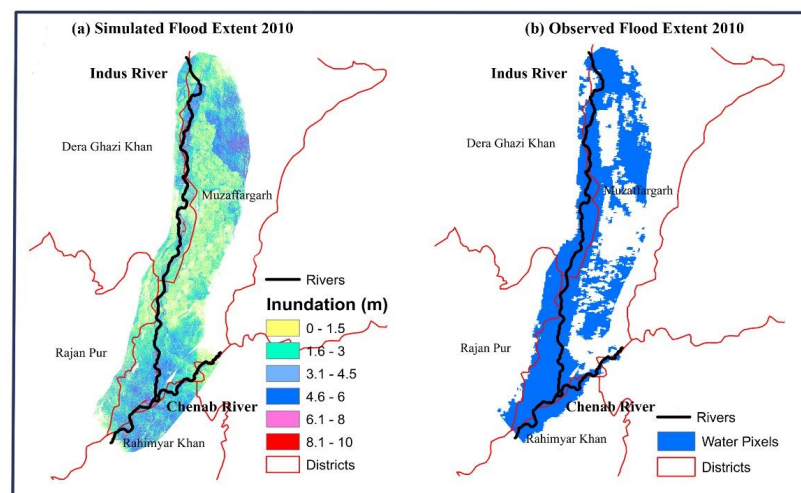 (a) Simulated Flood Extent 2010
Indus River
Dera Ghazi Khan
Muzaffargarh
Rivers
Inundation (m)
0 - 1.5
1.6 - 3
3.1 - 4.5
4.6 - 6
6.1 - 8
8.1 - 10
Districts
Rajan Pur
Chenab River
Rahimyar Khan
(b) Observed Flood Extent 2010
Indus River
Dera Ghazi Khan
Muzaffargarh
Rajan Pur
Chenab River
Rahimyar Khan
Rivers
Water Pixels
Districts